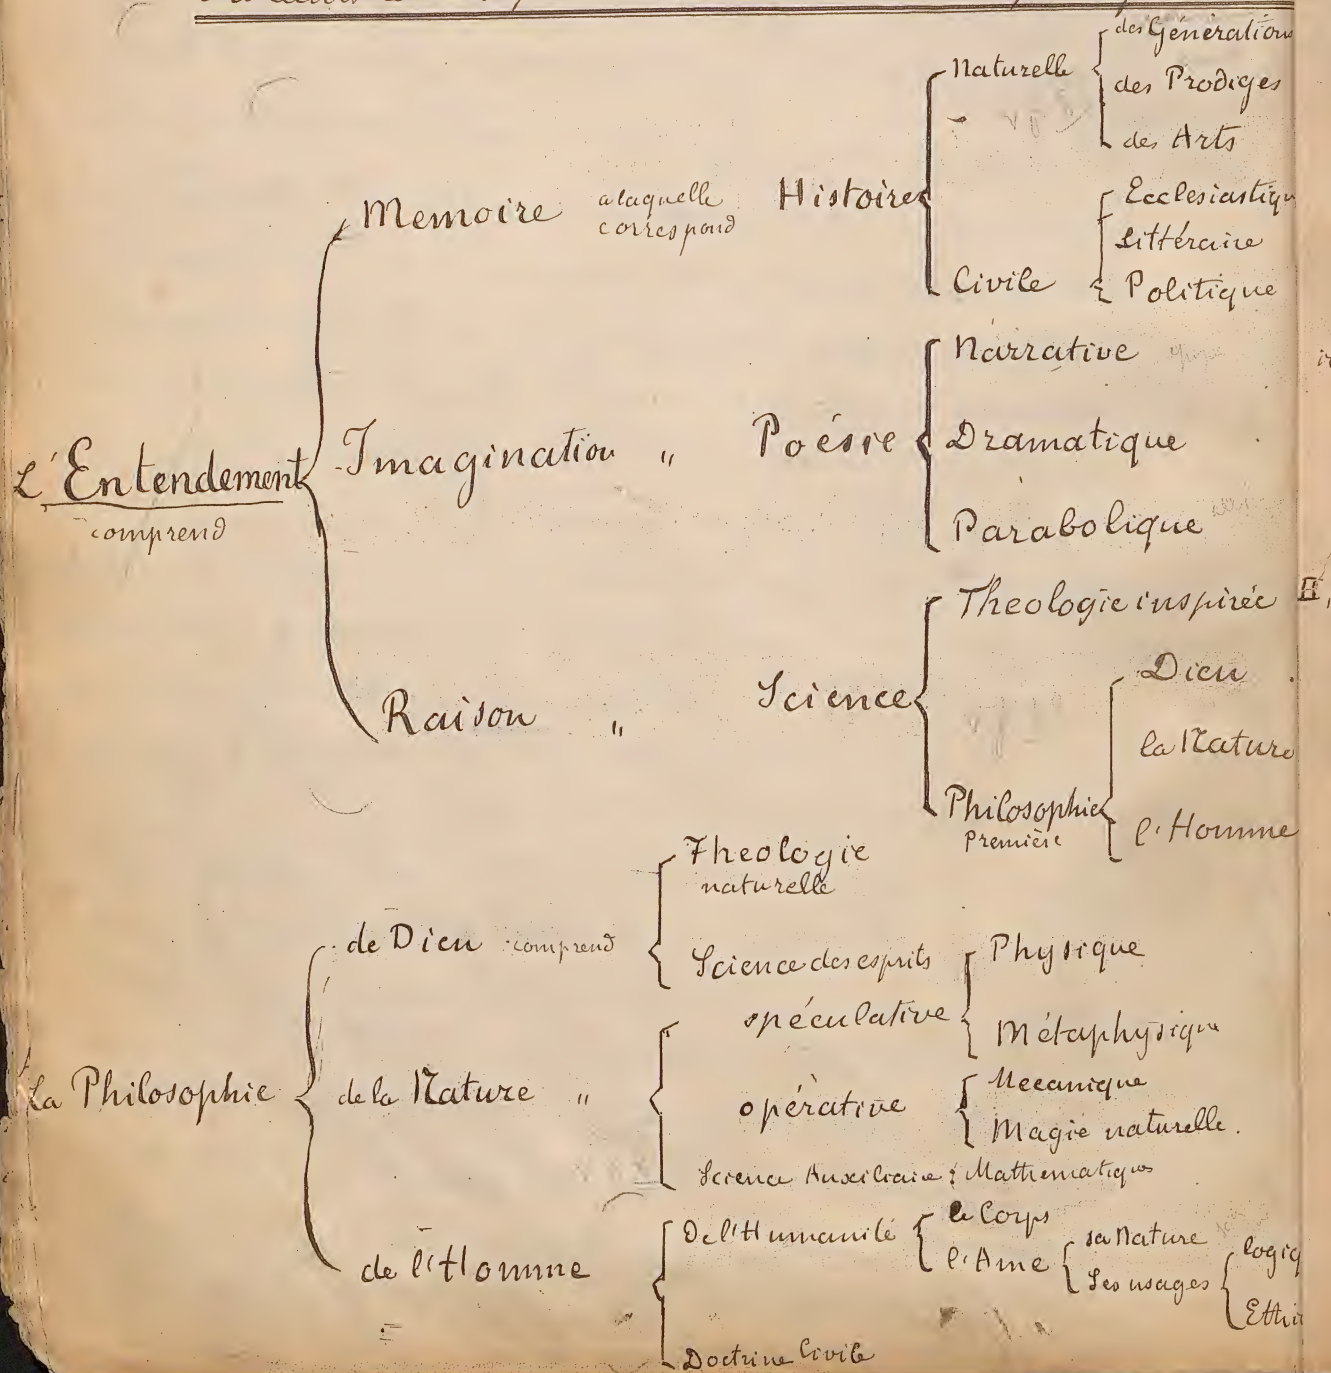 des Générations
Naturelle
des Prodiges
des Arts
Memoire a laquelle correspond Histoire
Ecclesiastiqu
Littéraire
Civile
Politique
Narrative
L'Entendement
comprend
Imagination " Poésie
Dramatique
Parabolique
Theologie inspirée
Raison " Science
Dieu
la Nature
Philosophie
Première
l'Homme
Theologie
naturelle
de Dieu comprend
Science des esprits
Physique
spéculative
Métaphysique
La Philosophie
de la Nature "
opérative
Mecanique
Magie naturelle.
Science Auxiliaire { Mathematiques
de l'Homme
De l'Humanité
le Corps
l'Ame
sa Nature
Ses usages
logiq
Ethi
Doctrine Civile